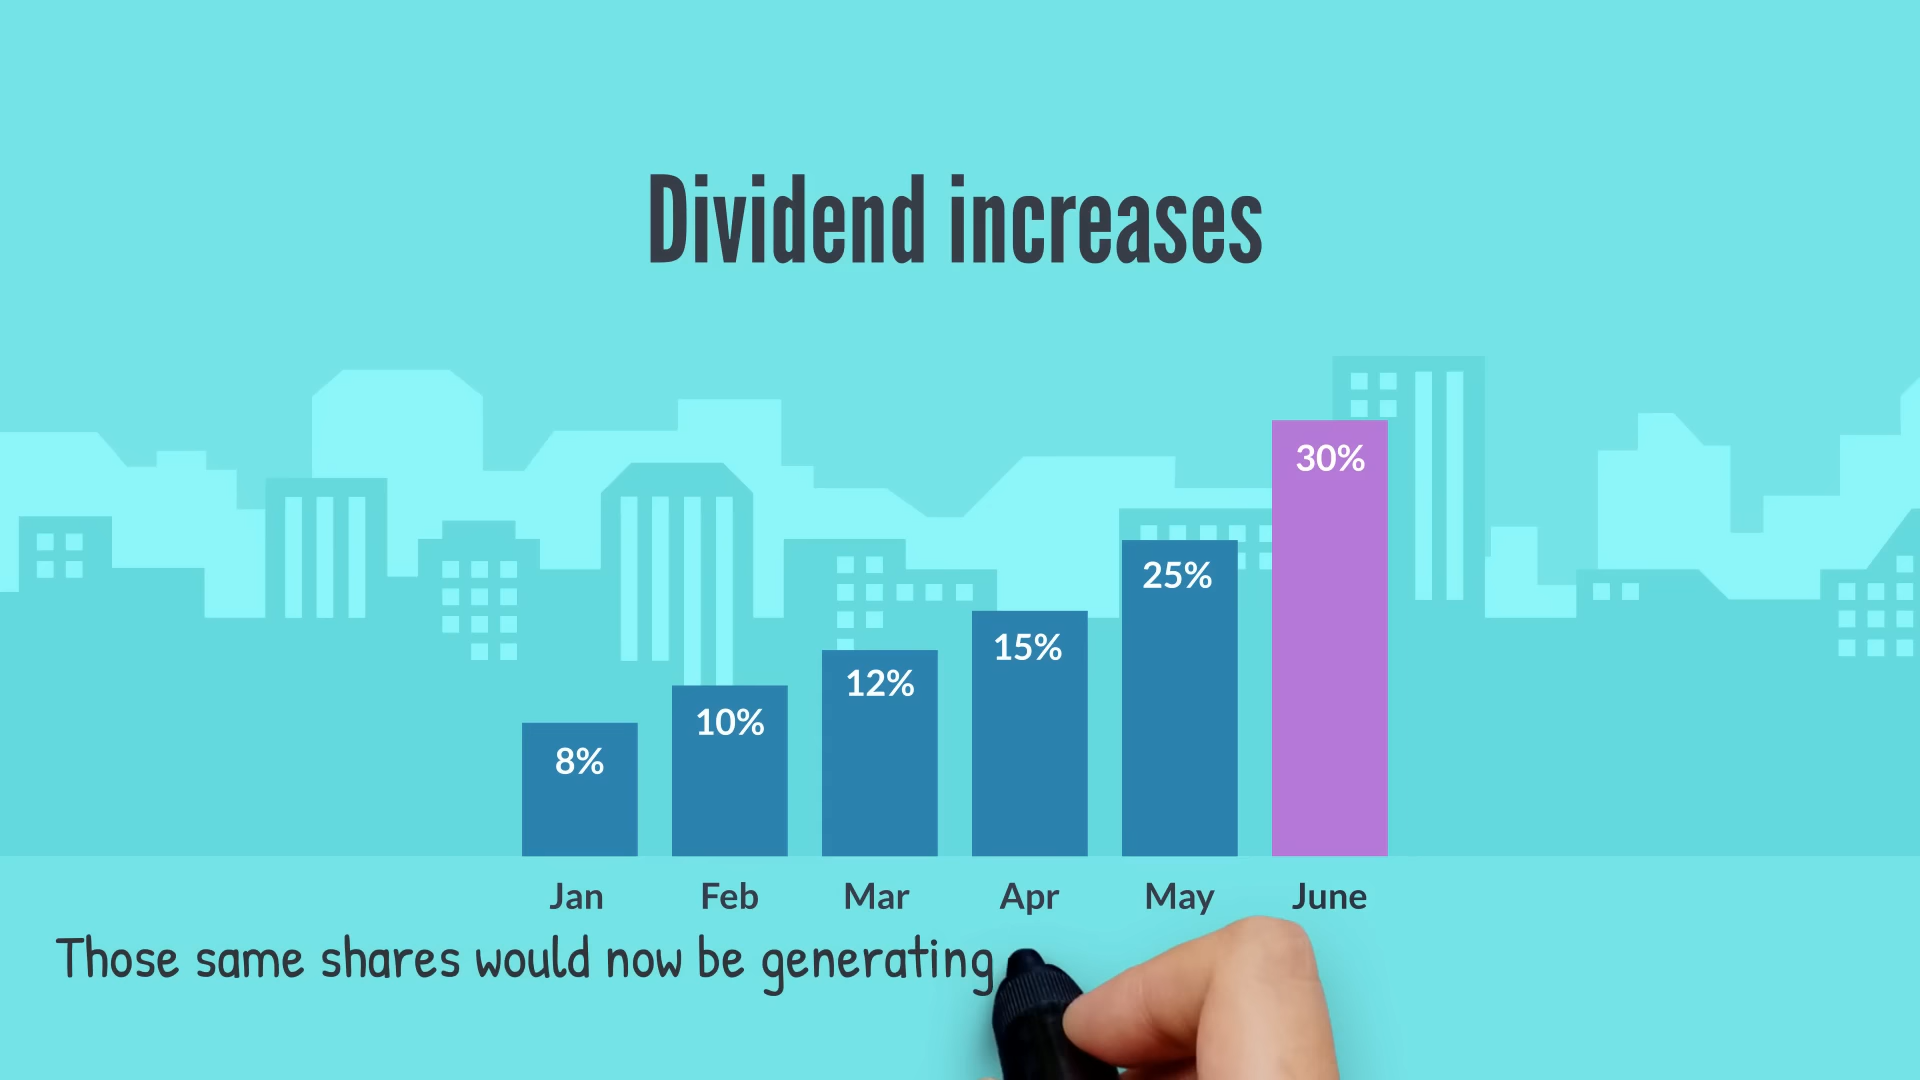 Dividend increases
30%
25%
15%
12%
10%
8%
Jan Feb Mar Apr May June
Those same shares would now be generating